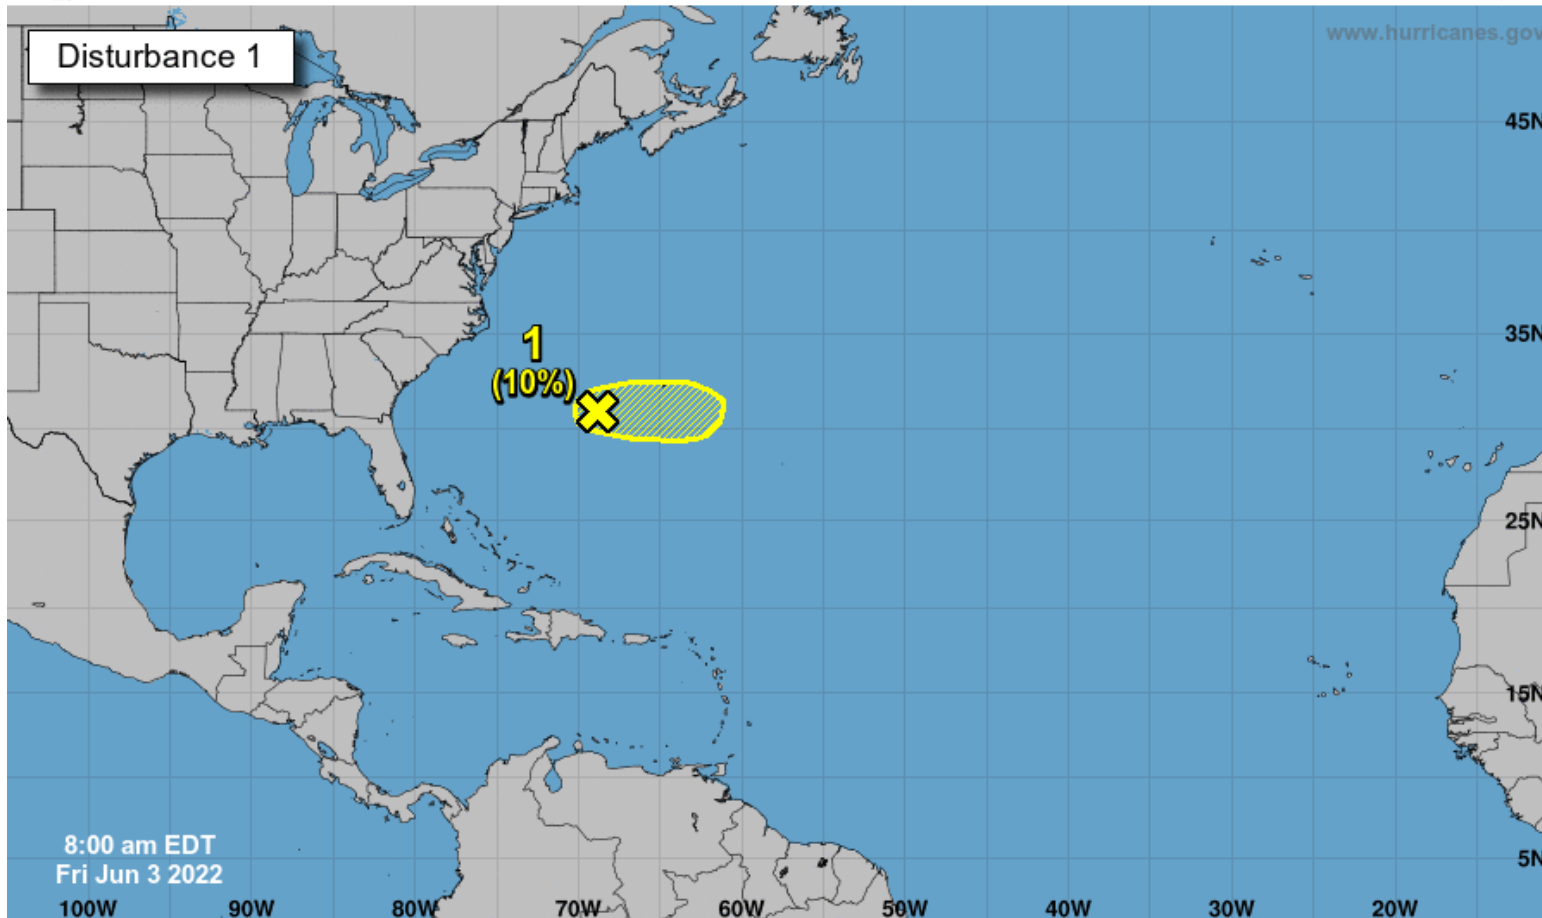 Disturbance 1
www.hurricanes.gov
45N
35N
1
(10%)
25N
15N
8:00 am EDT
Fri Jun 3 2022
5N
100W 90W 80W 70W 60W 50W 40W 30W 20W